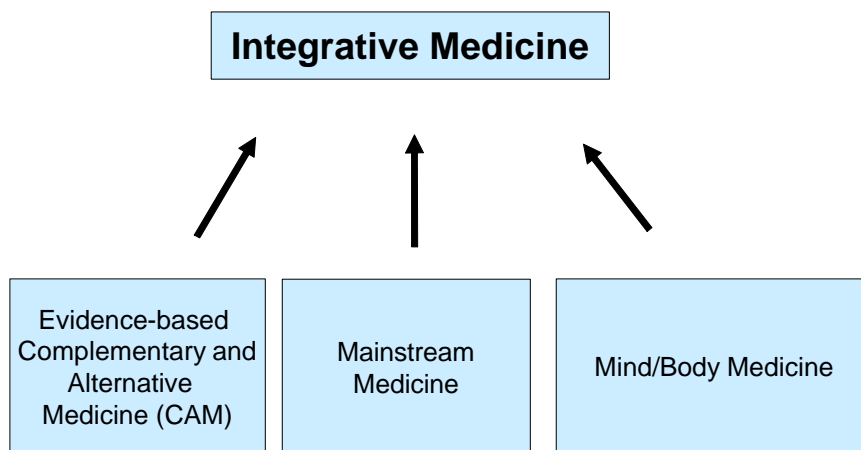 Integrative Medicine
Evidence-based
Complementary and
Alternative
Medicine (CAM)
Mainstream
Medicine
Mind/Body Medicine